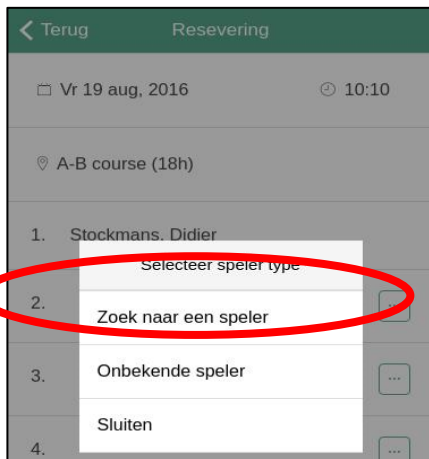 Terug Resevering
Vr 19 aug, 2016 10:10
A-B course (18h)
1. Stockmans, Didier
Selecteer speler type
2. ...
Zoek naar een speler
3. Onbekende speler ...
Sluiten
4. ...